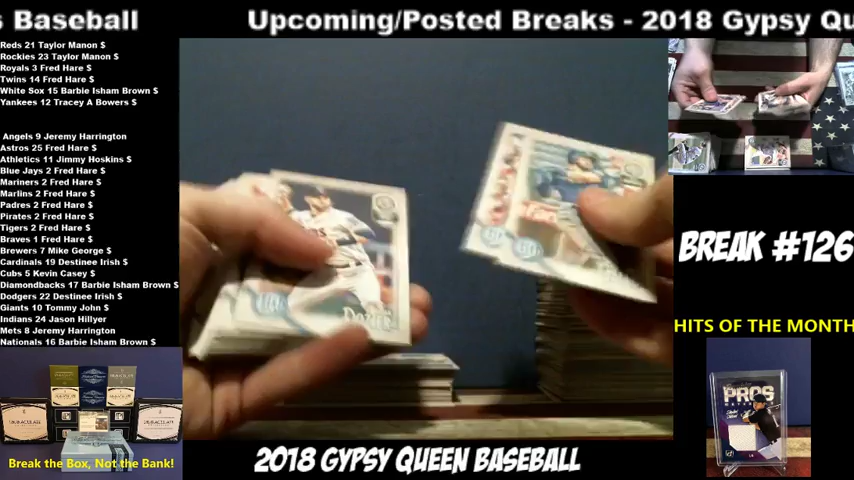 s Baseball
Upcoming/Posted Breaks - 2018 Gypsy Qu
Reds 21 Taylor Manon $
Rockies 23 Taylor Manon $
Royals 3 Fred Hare $
Twins 14 Fred Hare $
White Sox 15 Barbie Isham Brown $
Yankees 12 Tracey A Bowers $
Angels 9 Jeremy Harrington
Astros 25 Fred Hare $
Athletics 11 Jimmy Hoskins $
Blue Jays 2 Fred Hare $
Mariners 2 Fred Hare $
Marlins 2 Fred Hare $
Padres 2 Fred Hare $
Pirates 2 Fred Hare $
Tigers 2 Fred Hare $
Braves 1 Fred Hare $
Brewers 7 Mike George $
Cardinals 19 Destinee Irish $
Cubs 5 Kevin Casey $
Diamondbacks 17 Barbie Isham Brown $
Dodgers 22 Destinee Irish $
Giants 10 Tommy John $
Indians 24 Jason Hillyer
Mets 8 Jeremy Harrington
Nationals 16 Barbie Isham Brown $
BREAK #126
HITS OF THE MONTH
PROS
Break the Box, Not the Bank!
2018 GYPSY QUEEN BASEBALL